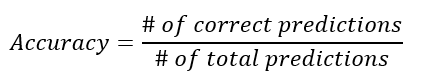 Accuracy = # of correct predictions / # of total predictions